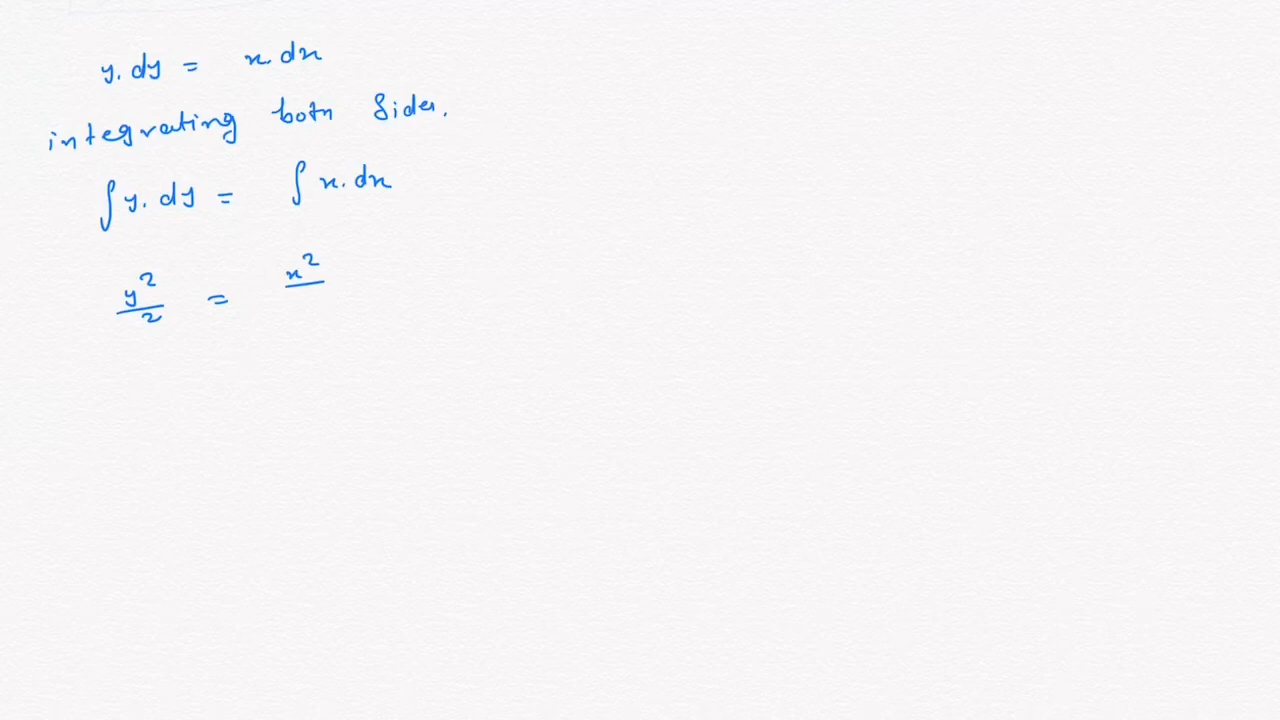 y. dy = x. dx
integrating both sides.
∫ y. dy = ∫ x. dx
y²/2 = x²/